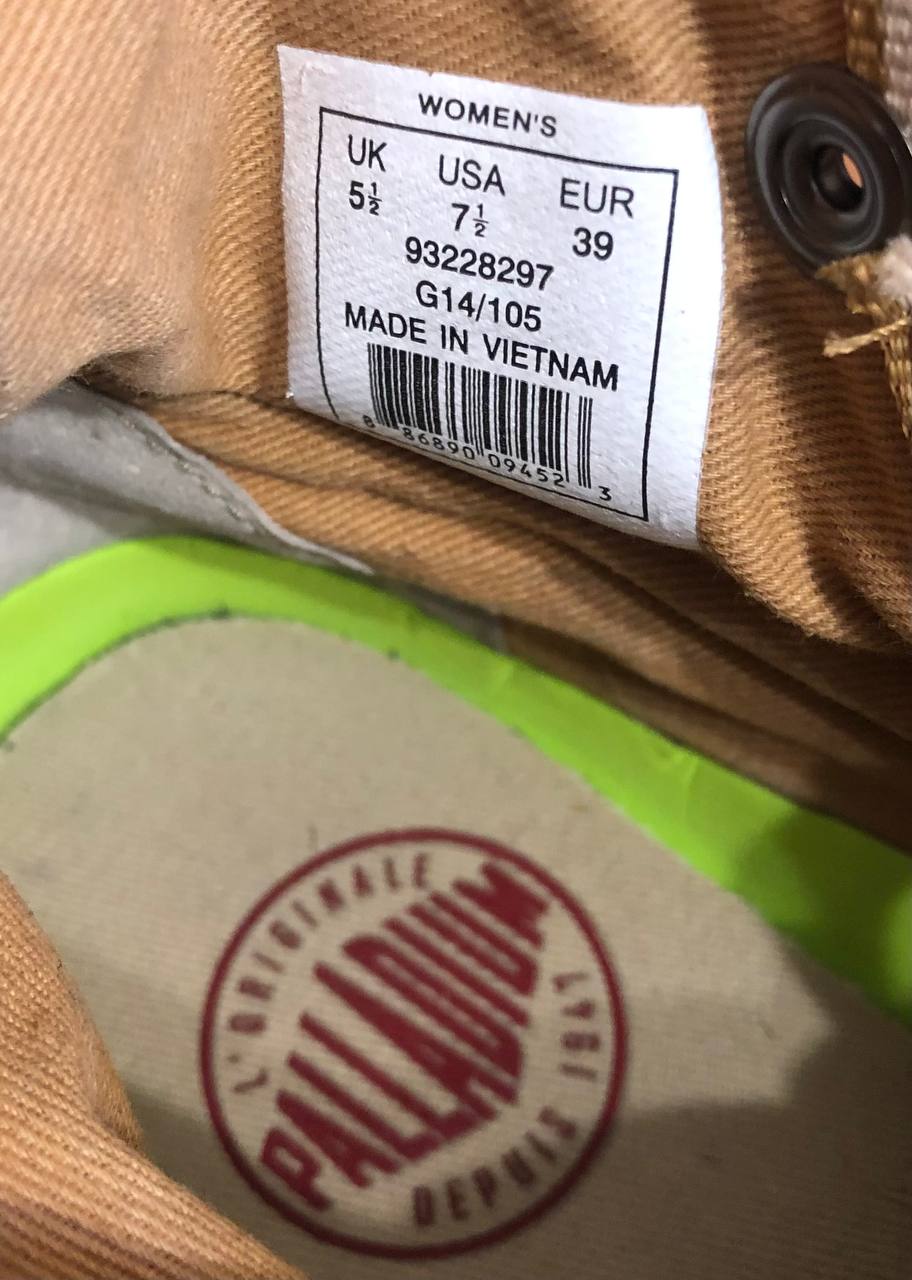 WOMEN'S
UK USA EUR
5½ 7½ 39
93228297
G14/105
MADE IN VIETNAM
8 86890 09452 3
L'ORIGINALE
PALLADIUM
DEPUIS 1947